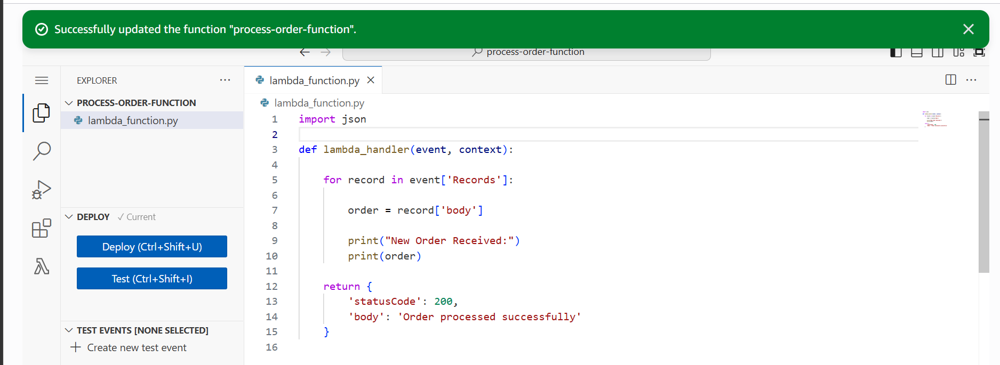 Successfully updated the function "process-order-function".
process-order-function
EXPLORER
PROCESS-ORDER-FUNCTION
lambda_function.py
DEPLOY ✓ Current
Deploy (Ctrl+Shift+U)
Test (Ctrl+Shift+I)
TEST EVENTS [NONE SELECTED]
Create new test event
lambda_function.py
lambda_function.py
1 import json
2
3 def lambda_handler(event, context):
4
5     for record in event['Records']:
6
7         order = record['body']
8
9         print("New Order Received:")
10         print(order)
11
12     return {
13         'statusCode': 200,
14         'body': 'Order processed successfully'
15     }
16